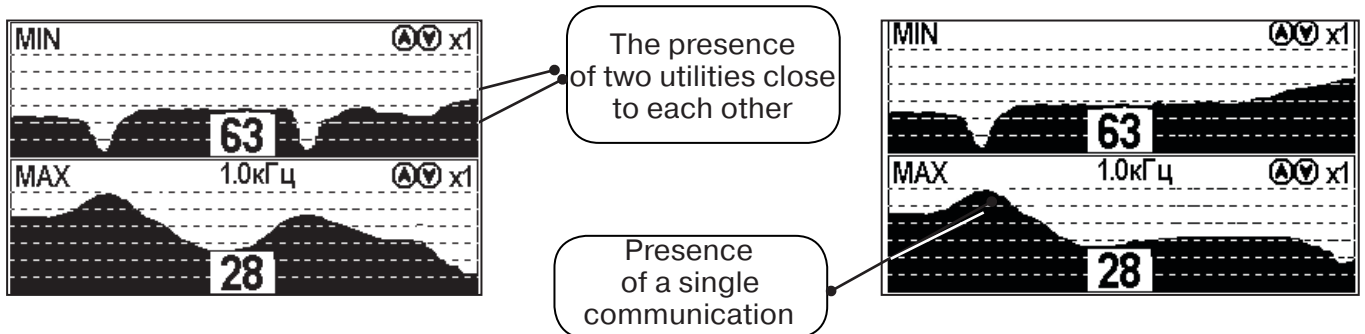 MIN
x1
63
MAX
1.0кГц
x1
28
The presence
of two utilities close
to each other
Presence
of a single
communication
MIN
x1
63
MAX
1.0кГц
x1
28